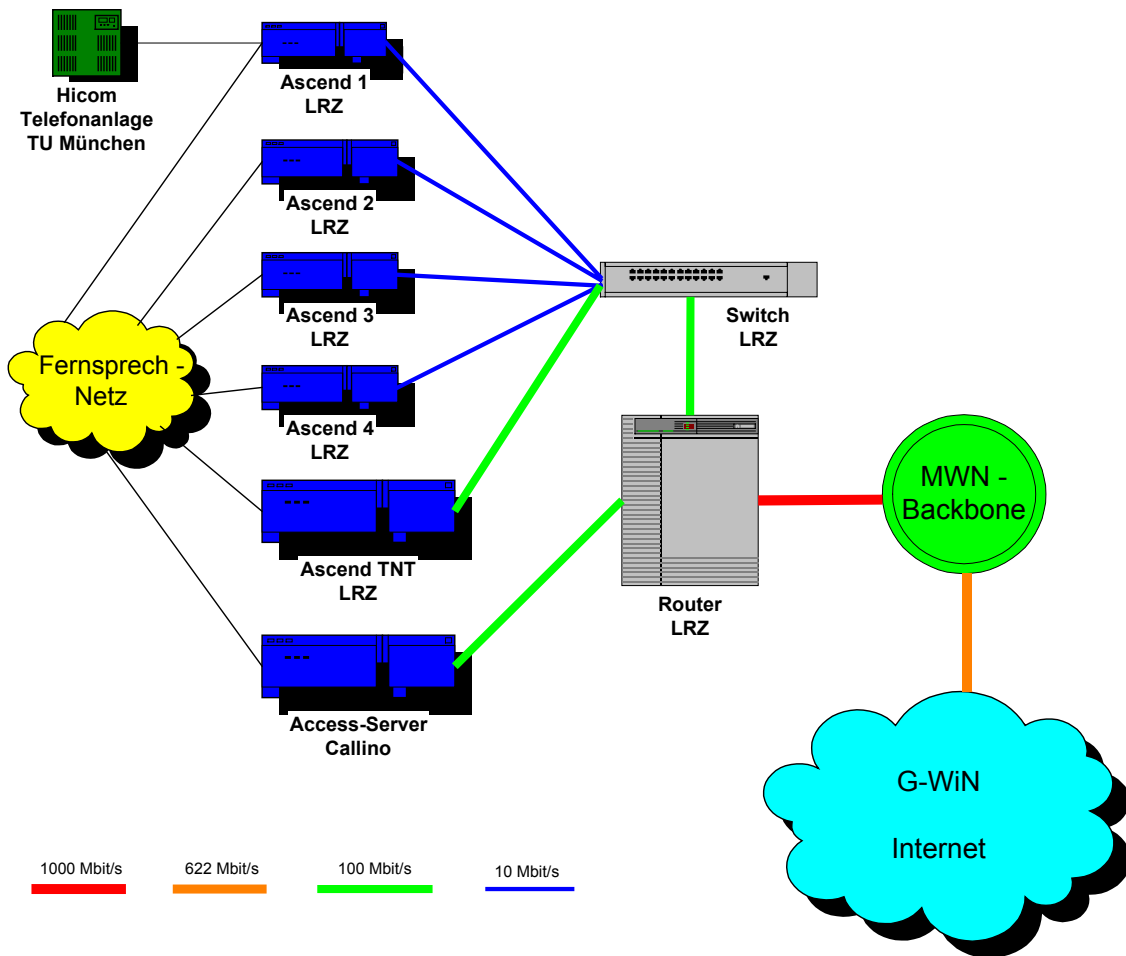 Hicom
Telefonanlage
TU München
Ascend 1
LRZ
Ascend 2
LRZ
Ascend 3
LRZ
Ascend 4
LRZ
Ascend TNT
LRZ
Access-Server
Callino
Fernsprech -
Netz
Switch
LRZ
Router
LRZ
MWN -
Backbone
G-WiN
Internet
1000 Mbit/s
622 Mbit/s
100 Mbit/s
10 Mbit/s